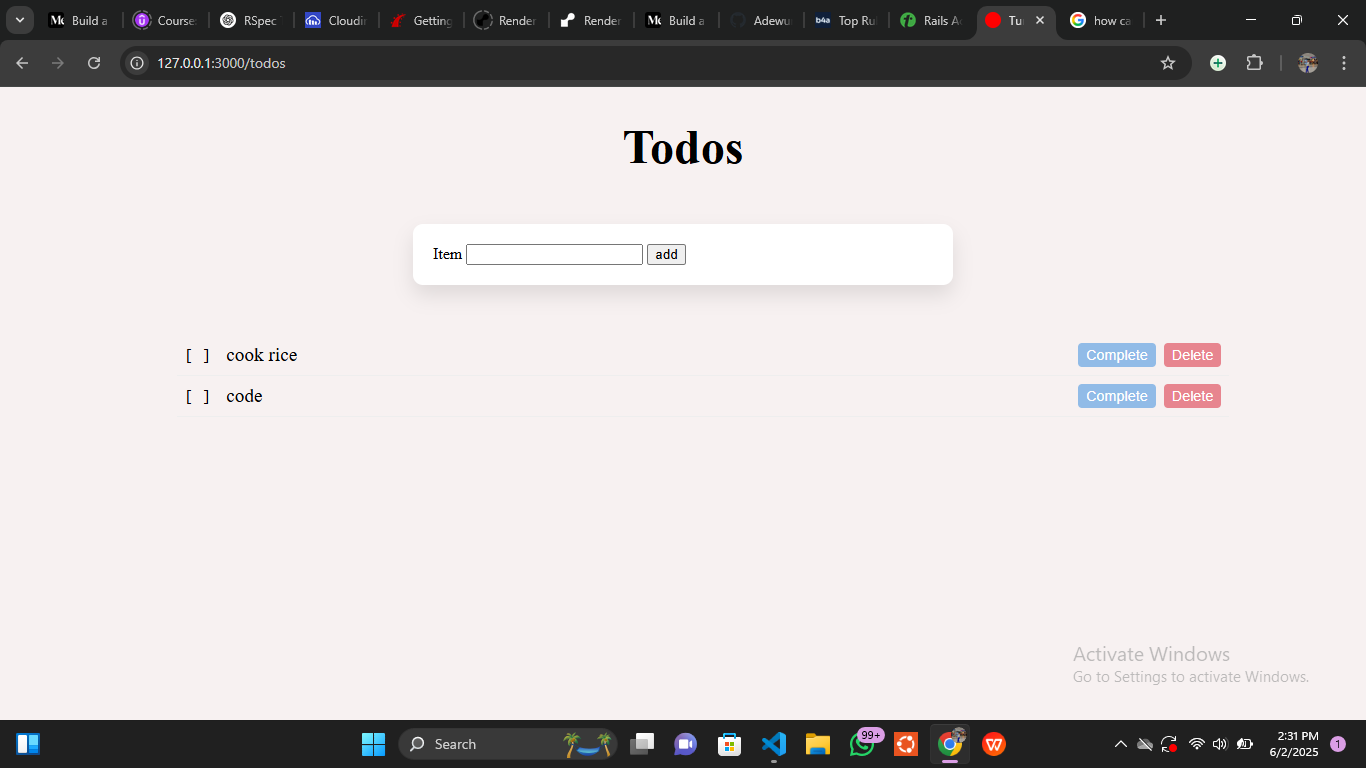 Build a
Course
RSpec
Cloudin
Getting
Render
Render
Build a
Adewu
b4a Top Ru
Rails A
Tu
how ca
127.0.0.1:3000/todos
Todos
Item add
[ ] cook rice Complete Delete
[ ] code Complete Delete
Activate Windows
Go to Settings to activate Windows.
Search
99+
2:31 PM
6/2/2025
1